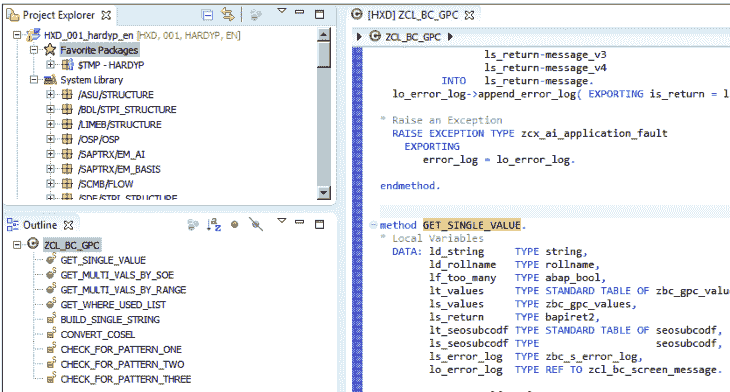 Project Explorer
HXD_001_hardyp_en [HXD, 001, HARDYP, EN]
Favorite Packages
$TMP - HARDYP
System Library
/ASU/STRUCTURE
/BDL/STPI_STRUCTURE
/LIMEB/STRUCTURE
/OSP/OSP
/SAPTRX/EM_AI
/SAPTRX/EM_BASIS
/SCMB/FLOW
/SDF/STPI_STRUCTURE
Outline
ZCL_BC_GPC
GET_SINGLE_VALUE
GET_MULTI_VALS_BY_SOE
GET_MULTI_VALS_BY_RANGE
GET_WHERE_USED_LIST
BUILD_SINGLE_STRING
CONVERT_COSEL
CHECK_FOR_PATTERN_ONE
CHECK_FOR_PATTERN_TWO
CHECK_FOR_PATTERN_THREE
[HXD] ZCL_BC_GPC
ZCL_BC_GPC
ls_return-message_v3
ls_return-message_v4
INTO ls_return-message.
lo_error_log->append_error_log( EXPORTING is_return = l
* Raise an Exception
RAISE EXCEPTION TYPE zcx_ai_application_fault
EXPORTING
error_log = lo_error_log.
endmethod.
method GET_SINGLE_VALUE.
* Local Variables
DATA: ld_string TYPE string,
ld_rollname TYPE rollname,
lf_too_many TYPE abap_bool,
lt_values TYPE STANDARD TABLE OF zbc_gpc_valu
ls_values TYPE zbc_gpc_values,
ls_return TYPE bapiret2,
lt_seosubcodf TYPE STANDARD TABLE OF seosubcodf,
ls_seosubcodf TYPE seosubcodf,
ls_error_log TYPE zbc_s_error_log,
lo_error_log TYPE REF TO zcl_bc_screen_message.